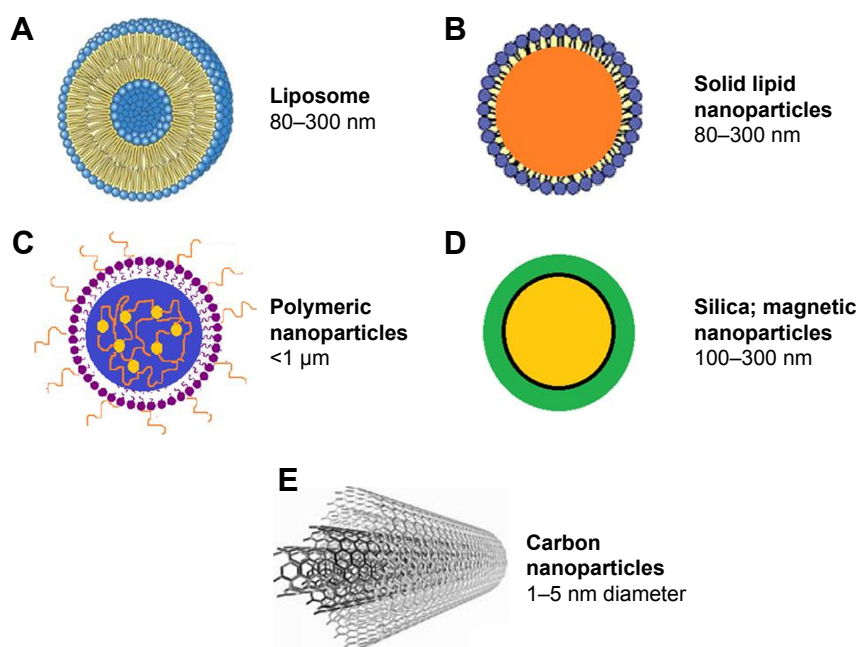 A
Liposome
80–300 nm
B
Solid lipid
nanoparticles
80–300 nm
C
Polymeric
nanoparticles
<1 µm
D
Silica; magnetic
nanoparticles
100–300 nm
E
Carbon
nanoparticles
1–5 nm diameter